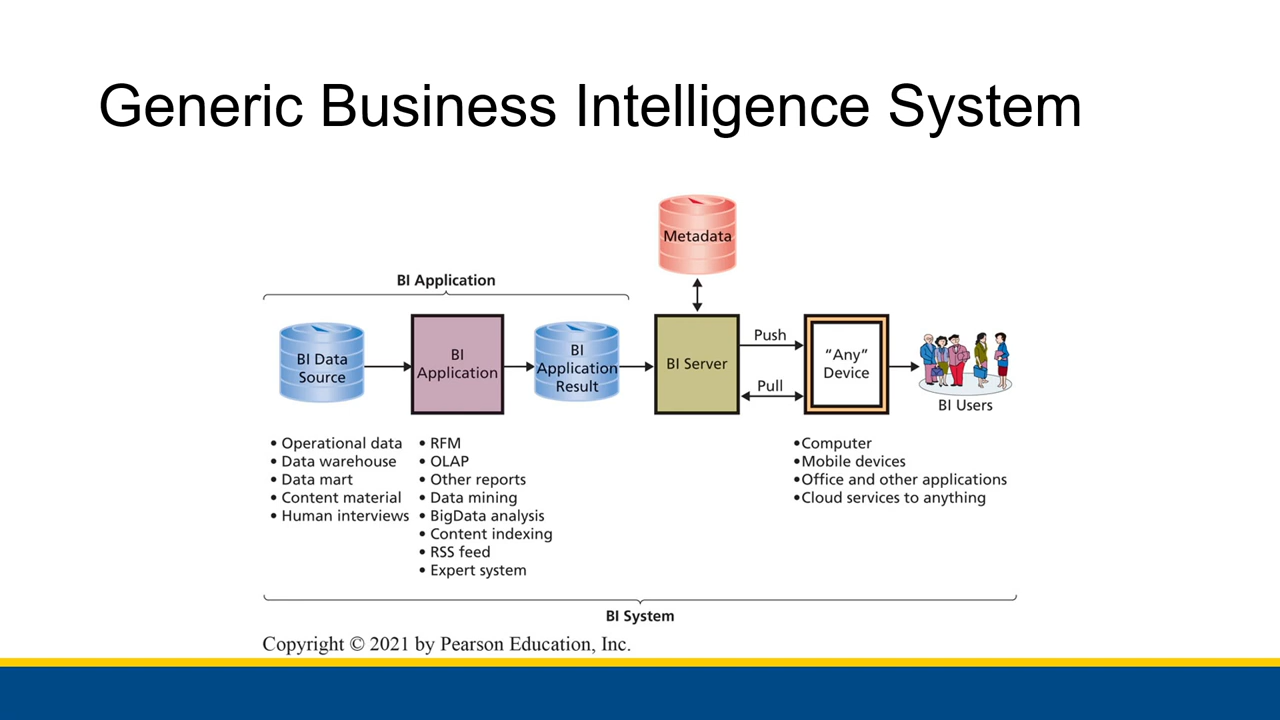 Generic Business Intelligence System
Metadata
BI Application
BI Data
Source
BI
Application
BI
Application
Result
BI Server
Push
Pull
“Any”
Device
BI Users
• Operational data
• Data warehouse
• Data mart
• Content material
• Human interviews
• RFM
• OLAP
• Other reports
• Data mining
• BigData analysis
• Content indexing
• RSS feed
• Expert system
•Computer
•Mobile devices
•Office and other applications
•Cloud services to anything
BI System
Copyright © 2021 by Pearson Education, Inc.